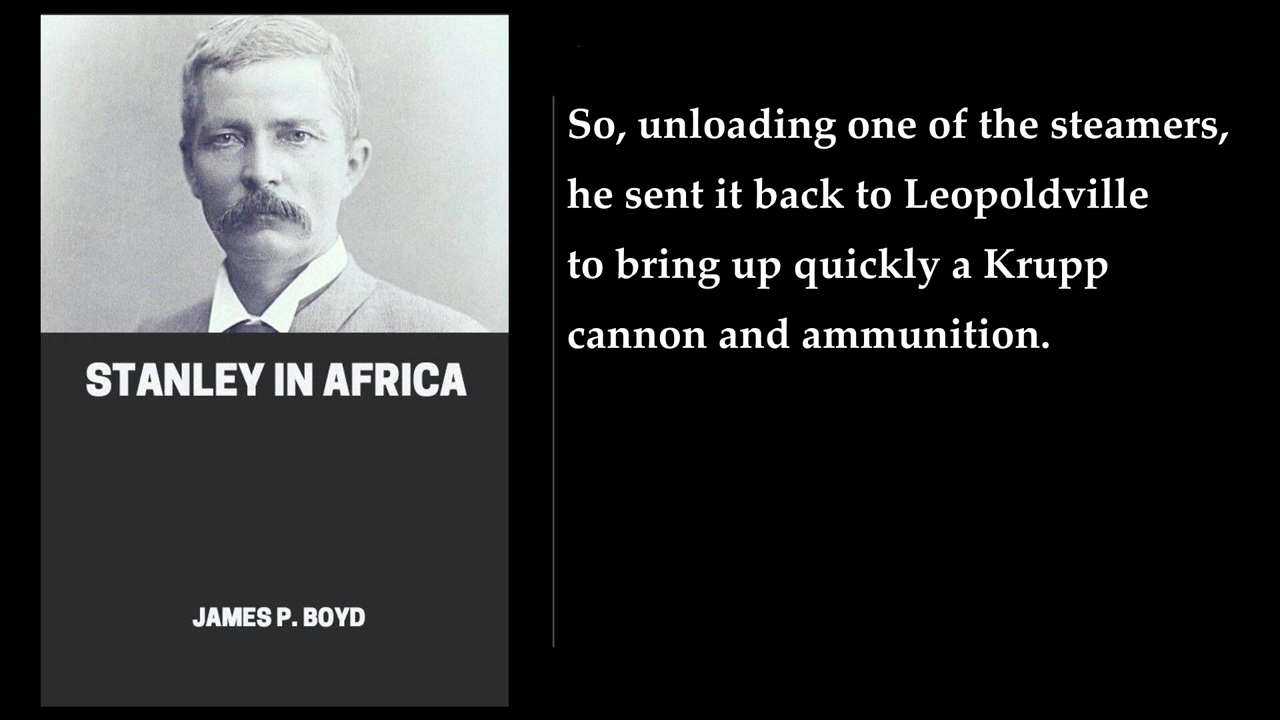 STANLEY IN AFRICA
JAMES P. BOYD
So, unloading one of the steamers,
he sent it back to Leopoldville
to bring up quickly a Krupp
cannon and ammunition.